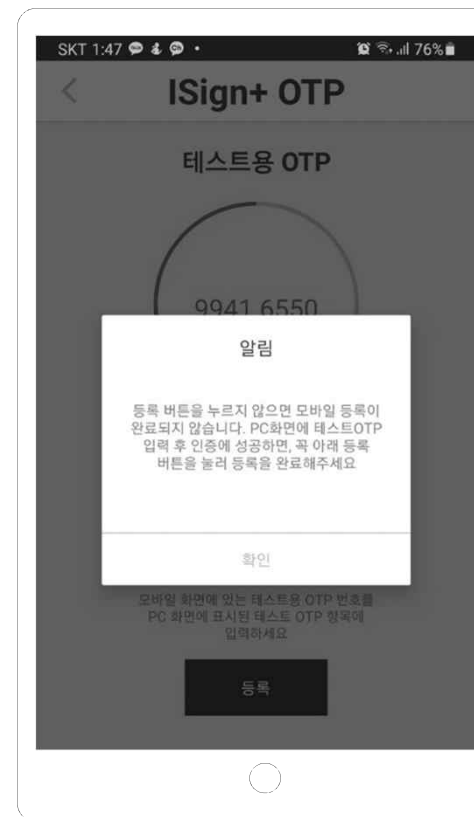 SKT 1:47
76%
ISign+ OTP
테스트용 OTP
9941 6550
알림
등록 버튼을 누르지 않으면 모바일 등록이
완료되지 않습니다. PC화면에 테스트OTP
입력 후 인증에 성공하면, 꼭 아래 등록
버튼을 눌러 등록을 완료해주세요
확인
모바일 화면에 있는 테스트용 OTP 번호를
PC 화면에 표시된 테스트 OTP 항목에
입력하세요
등록